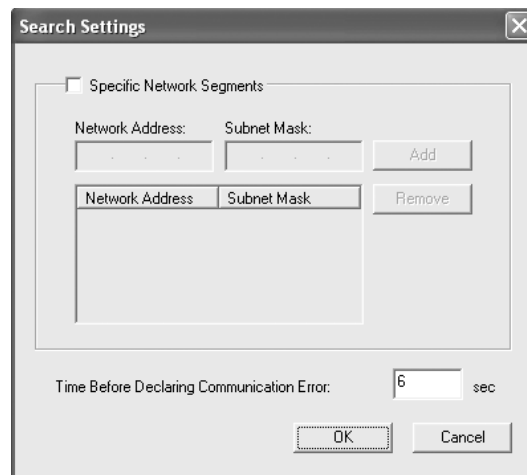 Search Settings
Specific Network Segments
Network Address: Subnet Mask:
. . . . . . Add
Network Address Subnet Mask Remove
Time Before Declaring Communication Error: 6 sec
OK Cancel